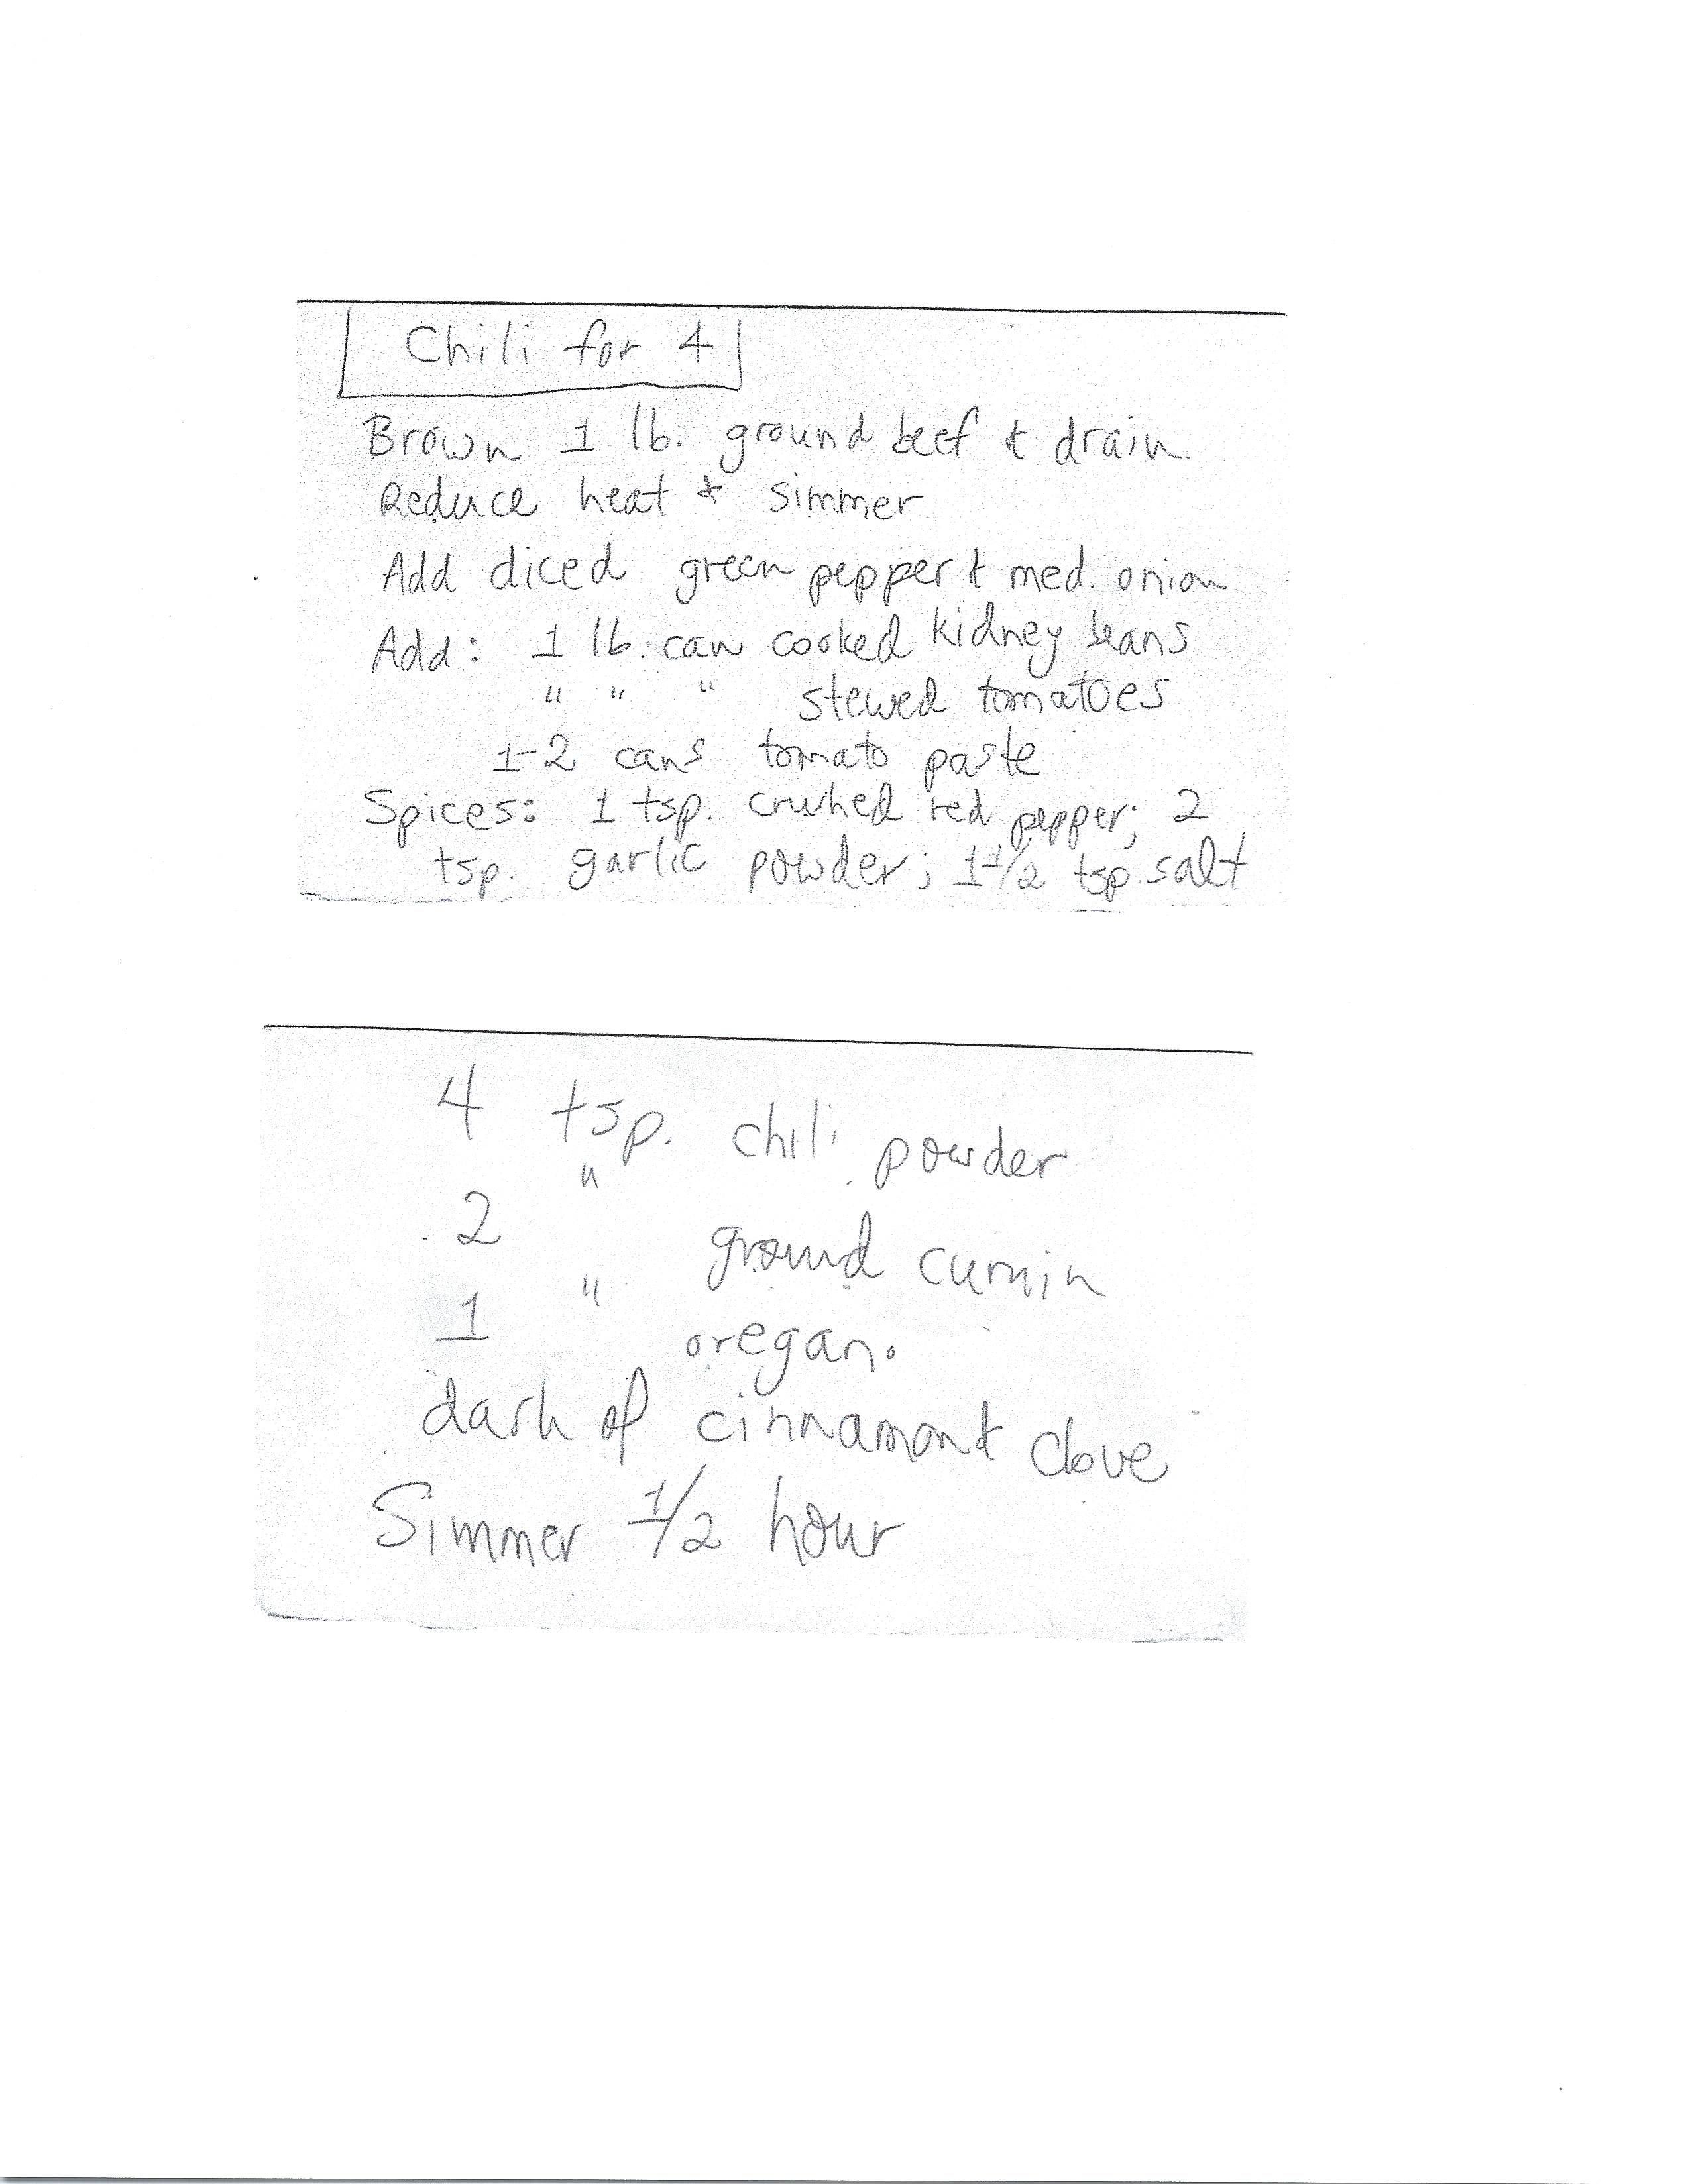 Chili for 4
Brown 1 lb. ground beef & drain.
Reduce heat & simmer
Add diced green pepper & med. onion
Add: 1 lb. can cooked kidney beans
" " " stewed tomatoes
1-2 cans tomato paste
Spices: 1 tsp. crushed red pepper; 2
tsp. garlic powder; 1 1/2 tsp. salt
4 tsp. chili powder
2 " ground cumin
1 " oregano
dash of cinnamon & clove
Simmer 1/2 hour